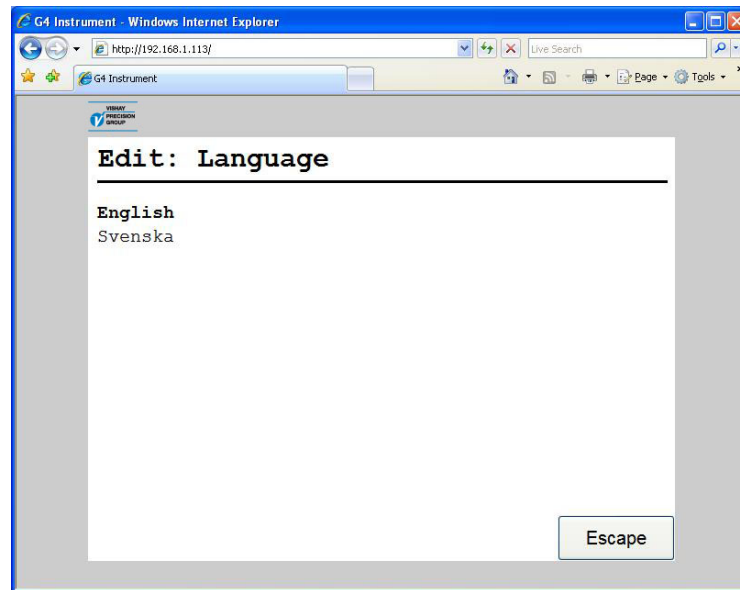 G4 Instrument - Windows Internet Explorer
http://192.168.1.113/
Live Search
G4 Instrument
Page
Tools
VISHAY
PRECISION
GROUP
Edit: Language
English
Svenska
Escape